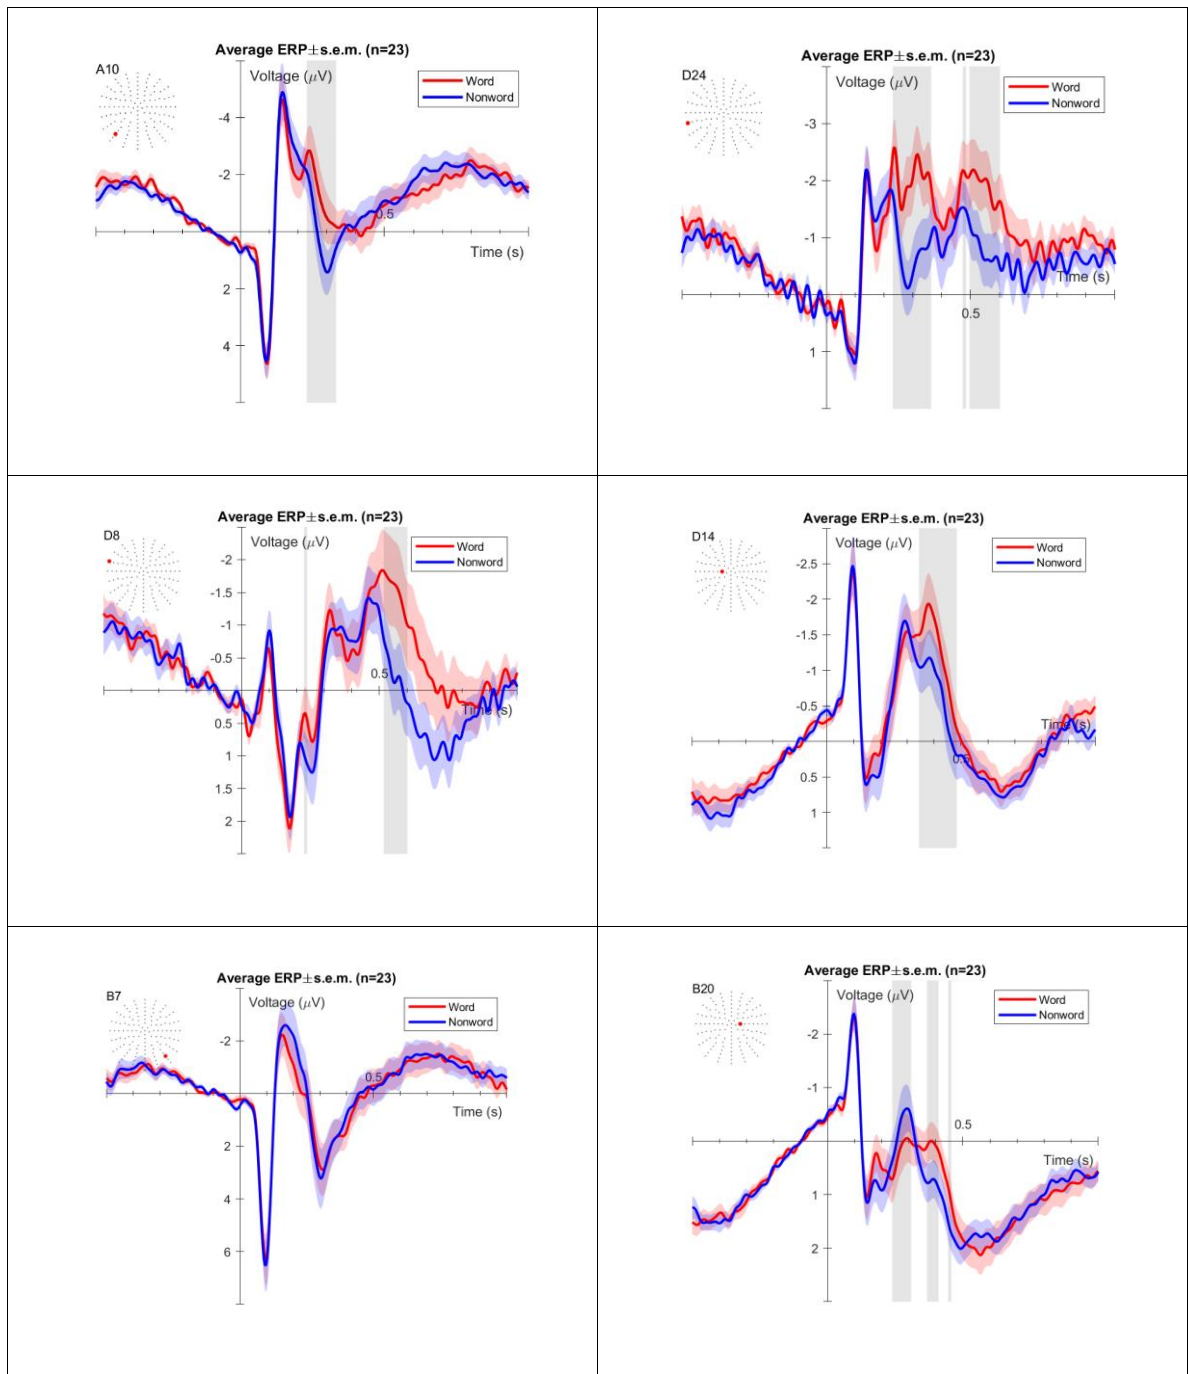 Average ERP±s.e.m. (n=23)
A10
Voltage (μV)
Word
Nonword
-4
-2
0.5
Time (s)
2
4
Average ERP±s.e.m. (n=23)
D24
Voltage (μV)
Word
Nonword
-3
-2
-1
Time (s)
0.5
1
Average ERP±s.e.m. (n=23)
D8
Voltage (μV)
Word
Nonword
-2
-1.5
-1
-0.5
0.5
Time (s)
0.5
1
1.5
2
Average ERP±s.e.m. (n=23)
D14
Voltage (μV)
Word
Nonword
-2.5
-2
-1.5
-1
-0.5
Time (s)
0.5
0.5
1
Average ERP±s.e.m. (n=23)
B7
Voltage (μV)
Word
Nonword
-2
0.5
Time (s)
2
4
6
Average ERP±s.e.m. (n=23)
B20
Voltage (μV)
Word
Nonword
-2
-1
0.5
Time (s)
1
2